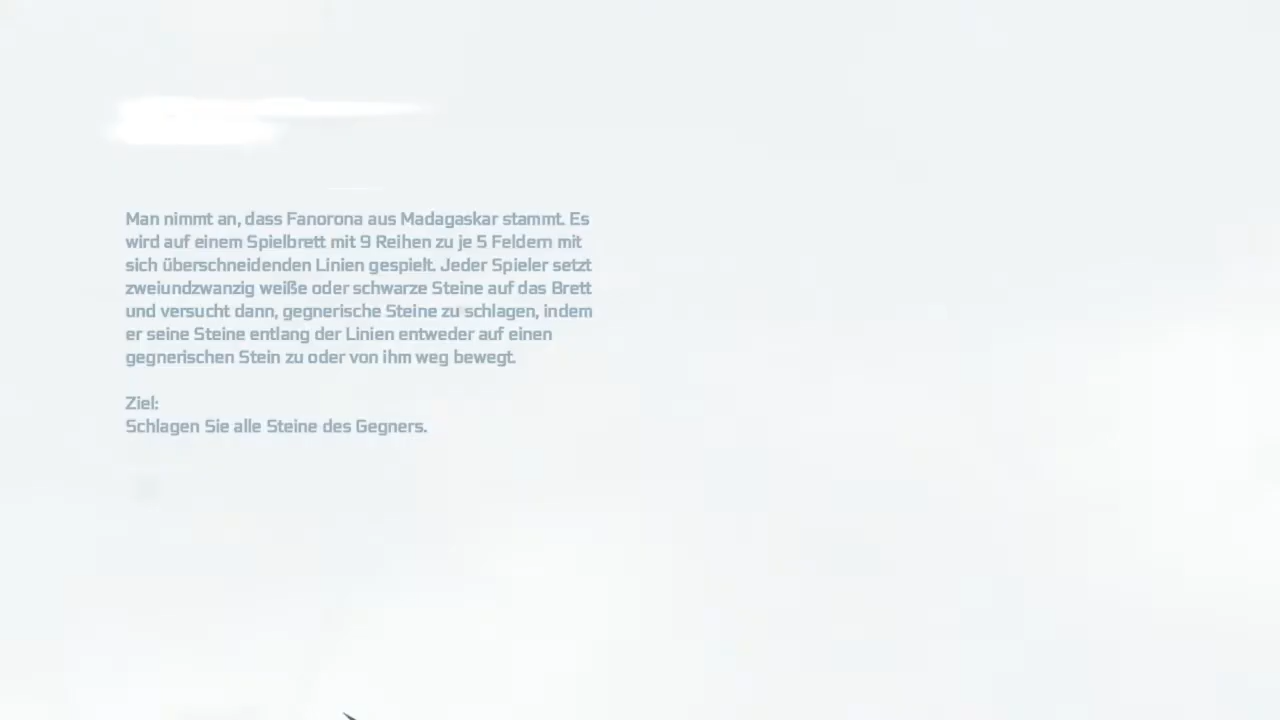 Man nimmt an, dass Fanorona aus Madagaskar stammt. Es
wird auf einem Spielbrett mit 9 Reihen zu je 5 Feldern mit
sich überschneidenden Linien gespielt. Jeder Spieler setzt
zweiundzwanzig weiße oder schwarze Steine auf das Brett
und versucht dann, gegnerische Steine zu schlagen, indem
er seine Steine entlang der Linien entweder auf einen
gegnerischen Stein zu oder von ihm weg bewegt.
Ziel:
Schlagen Sie alle Steine des Gegners.